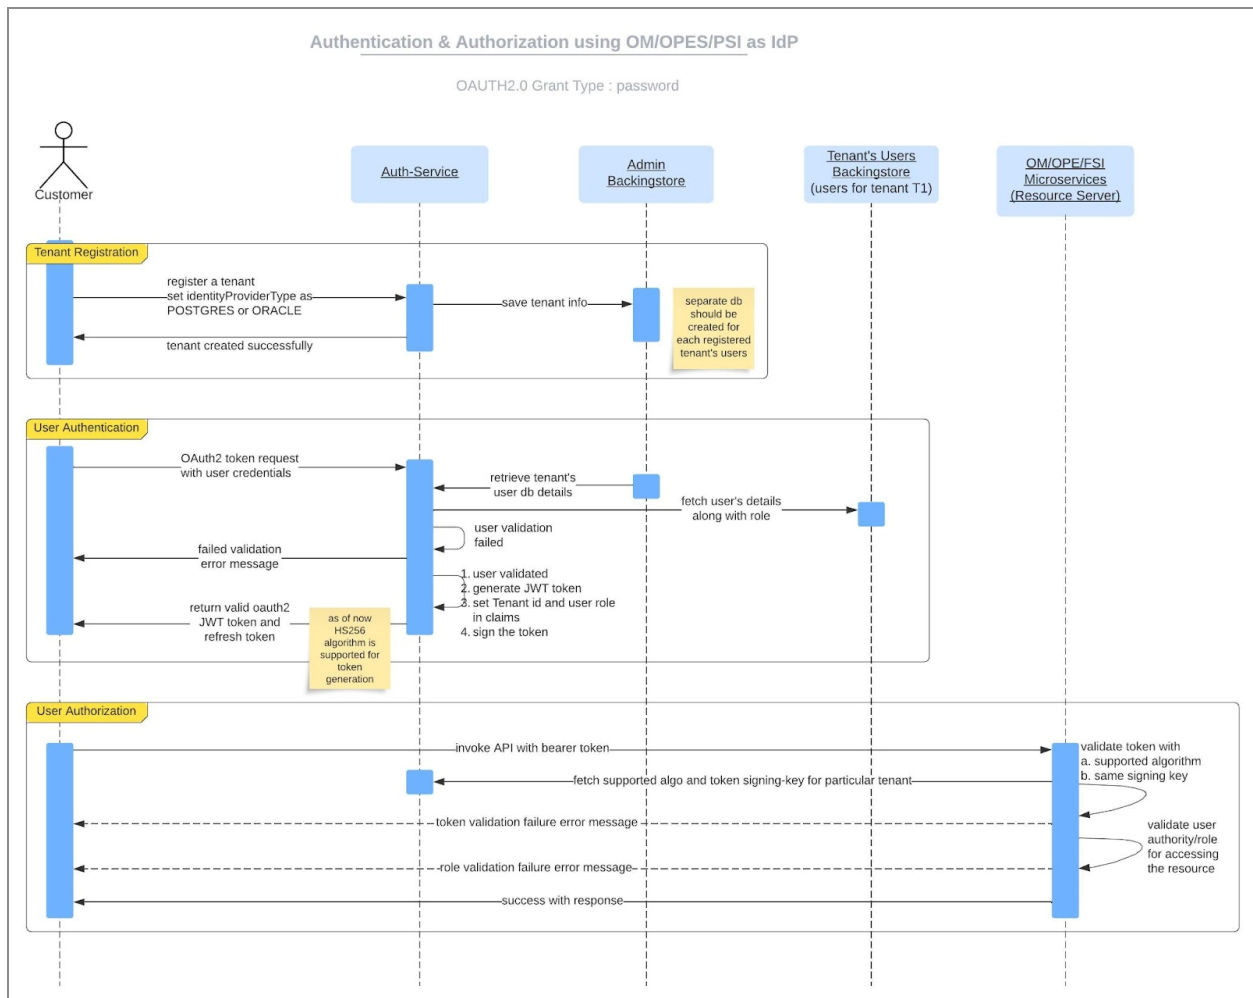 Authentication & Authorization using OM/OPES/PSI as IdP
OAUTH2.0 Grant Type : password
Customer
Auth-Service
Admin
Backingstore
Tenant's Users
Backingstore
(users for tenant T1)
OM/OPE/FSI
Microservices
(Resource Server)
Tenant Registration
register a tenant
set identityProviderType as
POSTGRES or ORACLE
save tenant info
separate db
should be
created for
each registered
tenant's users
tenant created successfully
User Authentication
OAuth2 token request
with user credentials
retrieve tenant's
user db details
fetch user's details
along with role
user validation
failed
failed validation
error message
1. user validated
2. generate JWT token
3. set Tenant id and user role
in claims
4. sign the token
return valid oauth2
JWT token and
refresh token
as of now
HS256
algorithm is
supported for
token
generation
User Authorization
invoke API with bearer token
validate token with
a. supported algorithm
b. same signing key
fetch supported algo and token signing-key for particular tenant
token validation failure error message
validate user
authority/role
for accessing
the resource
role validation failure error message
success with response